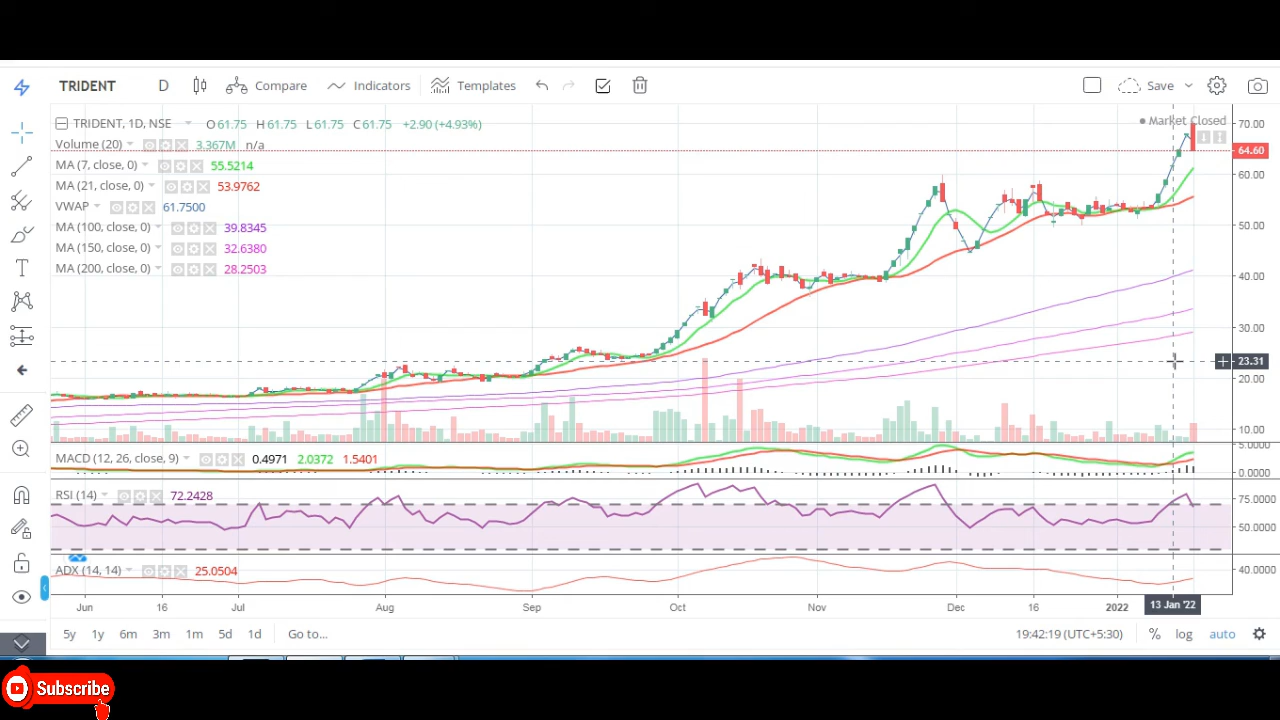 TRIDENT D Compare Indicators Templates Save
TRIDENT, 1D, NSE O 61.75 H 61.75 L 61.75 C 61.75 +2.90 (+4.93%)
Market Closed
Volume (20) 3.367M n/a
MA (7, close, 0) 55.5214
MA (21, close, 0) 53.9762
VWAP 61.7500
MA (100, close, 0) 39.8345
MA (150, close, 0) 32.6380
MA (200, close, 0) 28.2503
70.00
64.60
60.00
50.00
40.00
30.00
23.31
20.00
10.00
MACD (12, 26, close, 9) 0.4971 2.0372 1.5401
5.0000
0.0000
RSI (14) 72.2428
75.0000
50.0000
ADX (14, 14) 25.0504
40.0000
Jun 16 Jul Aug Sep Oct Nov Dec 16 2022 13 Jan '22
5y 1y 6m 3m 1m 5d 1d Go to... 19:42:19 (UTC+5:30) % log auto
Subscribe